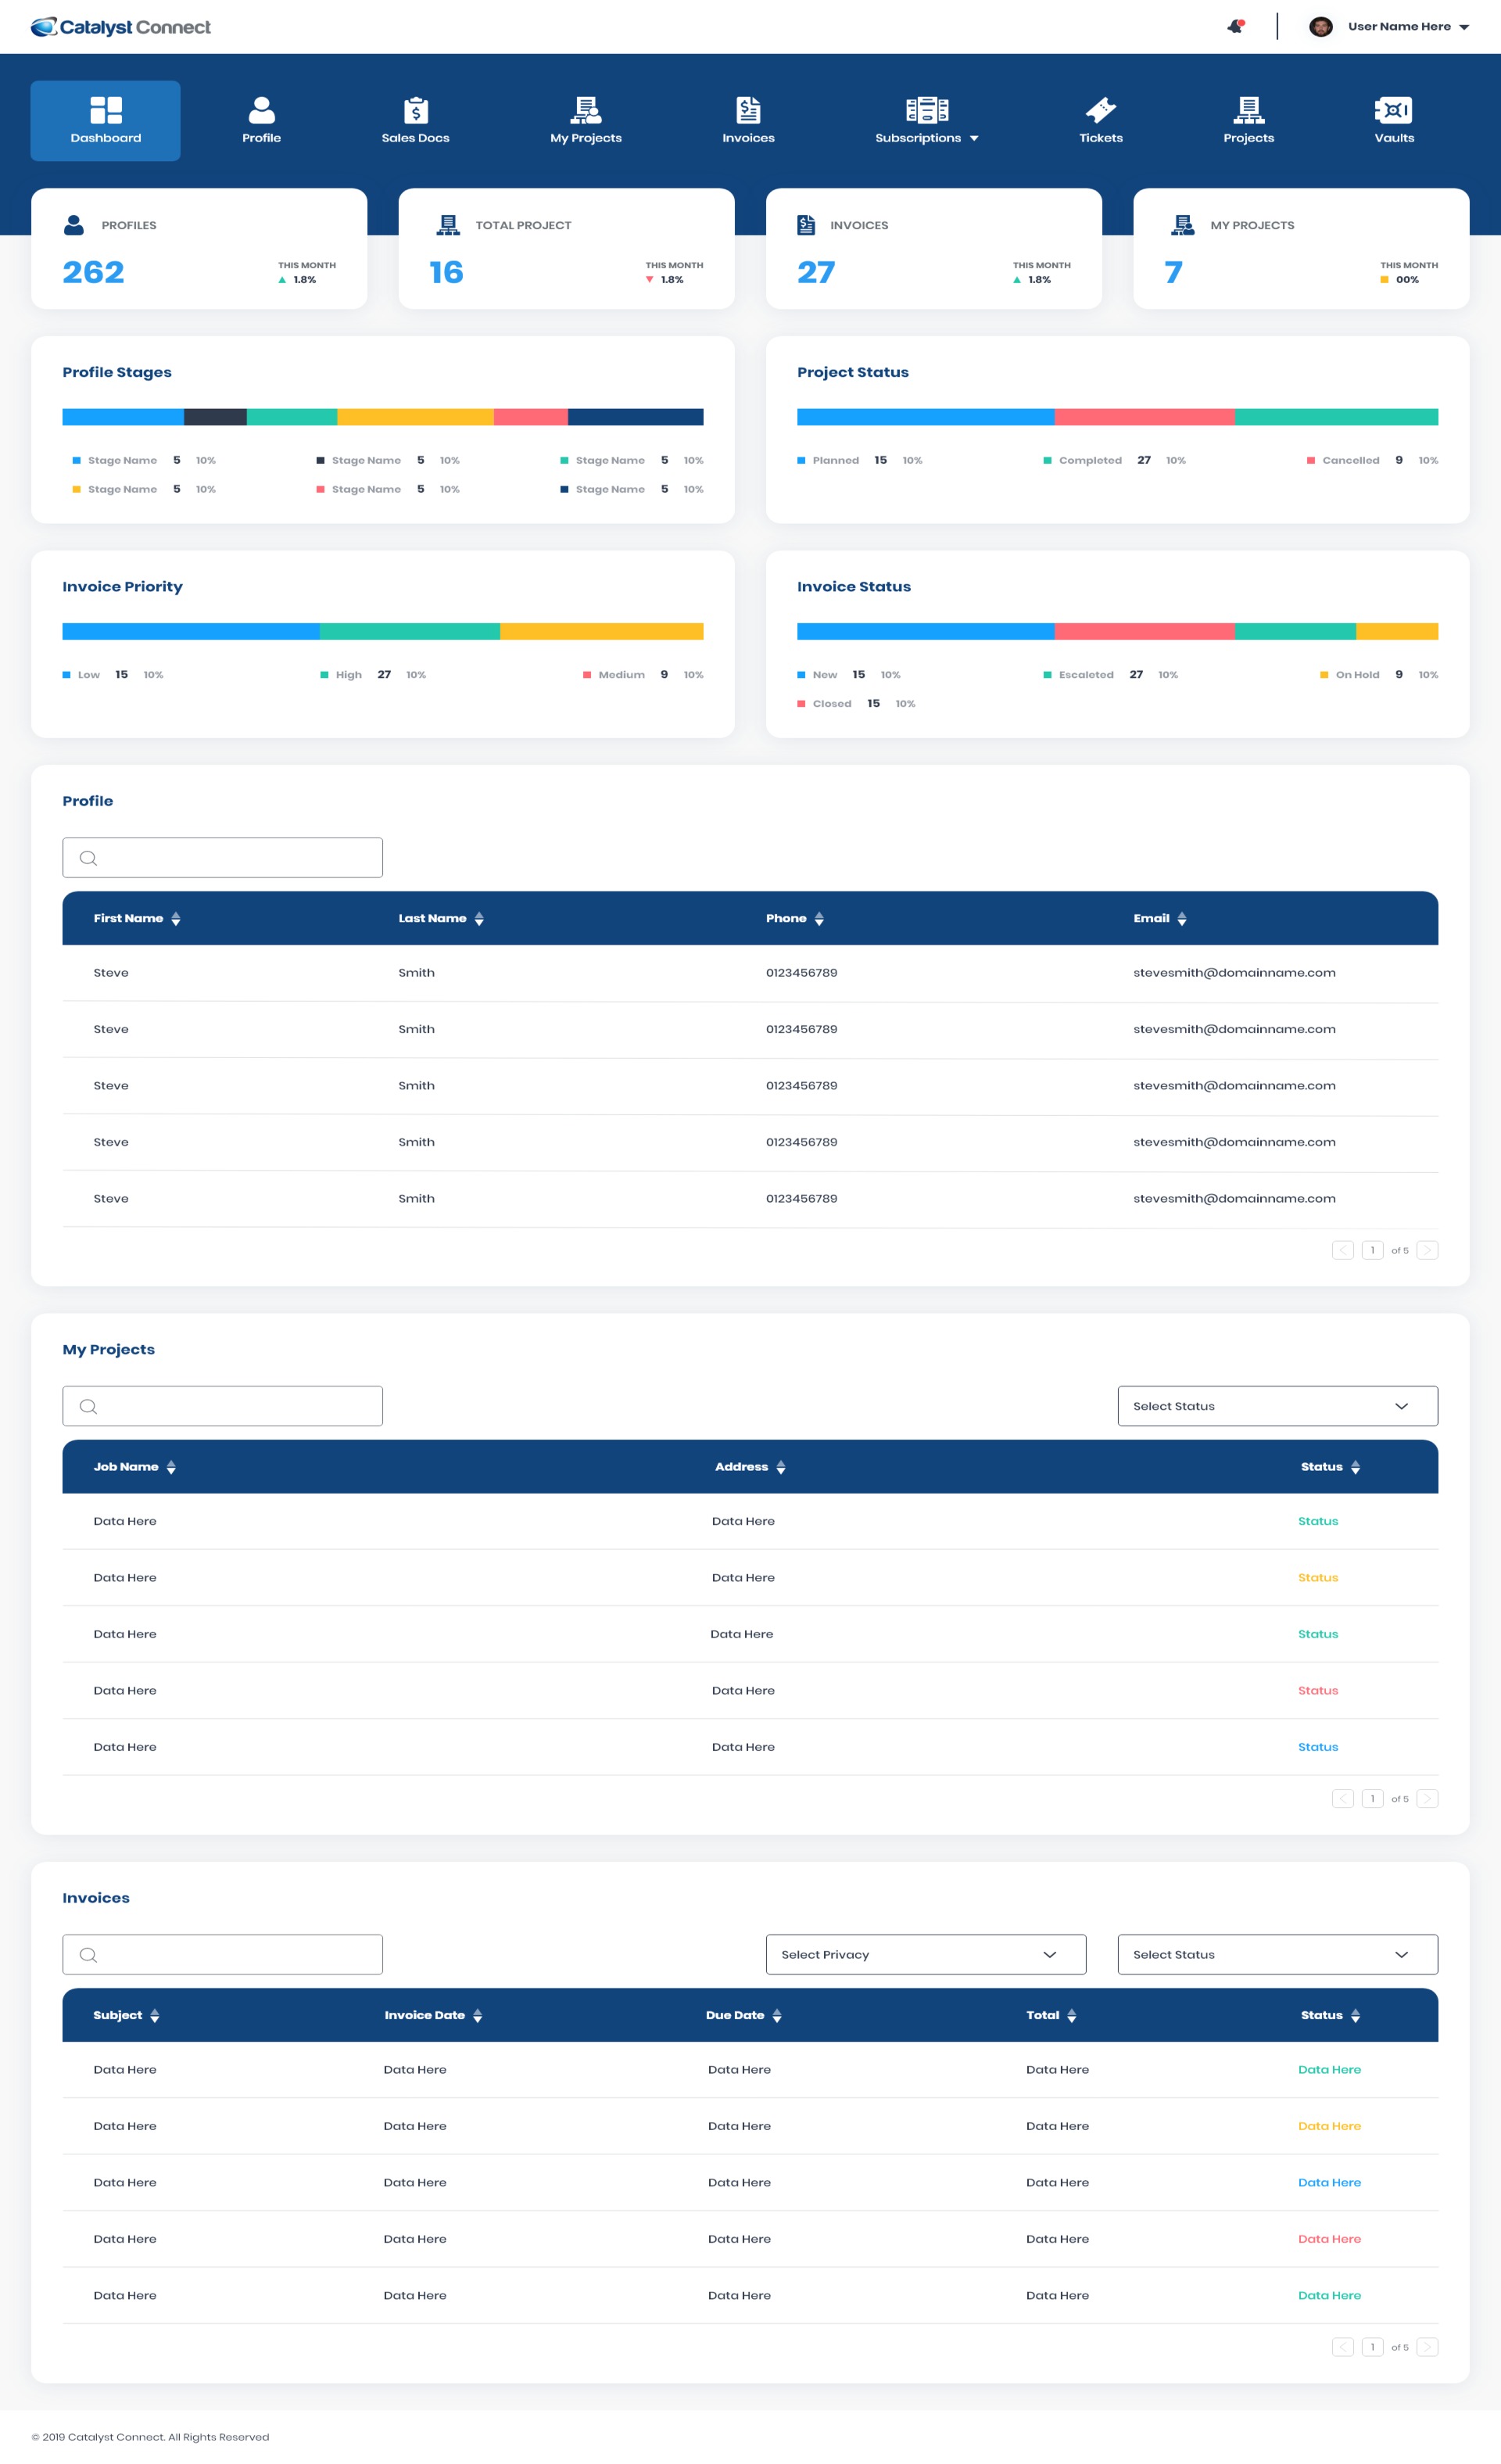 Catalyst Connect
User Name Here
Dashboard
Profile
Sales Docs
My Projects
Invoices
Subscriptions
Tickets
Projects
Vaults
PROFILES
262
THIS MONTH
1.8%
TOTAL PROJECT
16
THIS MONTH
1.8%
INVOICES
27
THIS MONTH
1.8%
MY PROJECTS
7
THIS MONTH
00%
Profile Stages
Stage Name 5 10%
Stage Name 5 10%
Stage Name 5 10%
Stage Name 5 10%
Stage Name 5 10%
Stage Name 5 10%
Project Status
Planned 15 10%
Completed 27 10%
Cancelled 9 10%
Invoice Priority
Low 15 10%
High 27 10%
Medium 9 10%
Invoice Status
New 15 10%
Escaleted 27 10%
On Hold 9 10%
Closed 15 10%
Profile
First Name Last Name Phone Email
Steve Smith 0123456789 stevesmith@domainname.com
Steve Smith 0123456789 stevesmith@domainname.com
Steve Smith 0123456789 stevesmith@domainname.com
Steve Smith 0123456789 stevesmith@domainname.com
Steve Smith 0123456789 stevesmith@domainname.com
1 of 5
My Projects
Select Status
Job Name Address Status
Data Here Data Here Status
Data Here Data Here Status
Data Here Data Here Status
Data Here Data Here Status
Data Here Data Here Status
1 of 5
Invoices
Select Privacy
Select Status
Subject Invoice Date Due Date Total Status
Data Here Data Here Data Here Data Here Data Here
Data Here Data Here Data Here Data Here Data Here
Data Here Data Here Data Here Data Here Data Here
Data Here Data Here Data Here Data Here Data Here
Data Here Data Here Data Here Data Here Data Here
1 of 5
© 2019 Catalyst Connect. All Rights Reserved